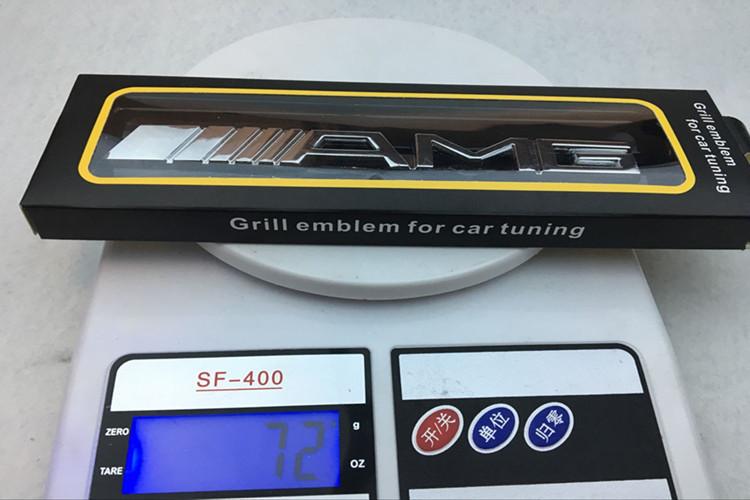 AMG
Grill emblem
for car tuning
Grill emblem for car tuning
SF-400
ZERO
TARE
72
g
OZ
开/关
单位
归零